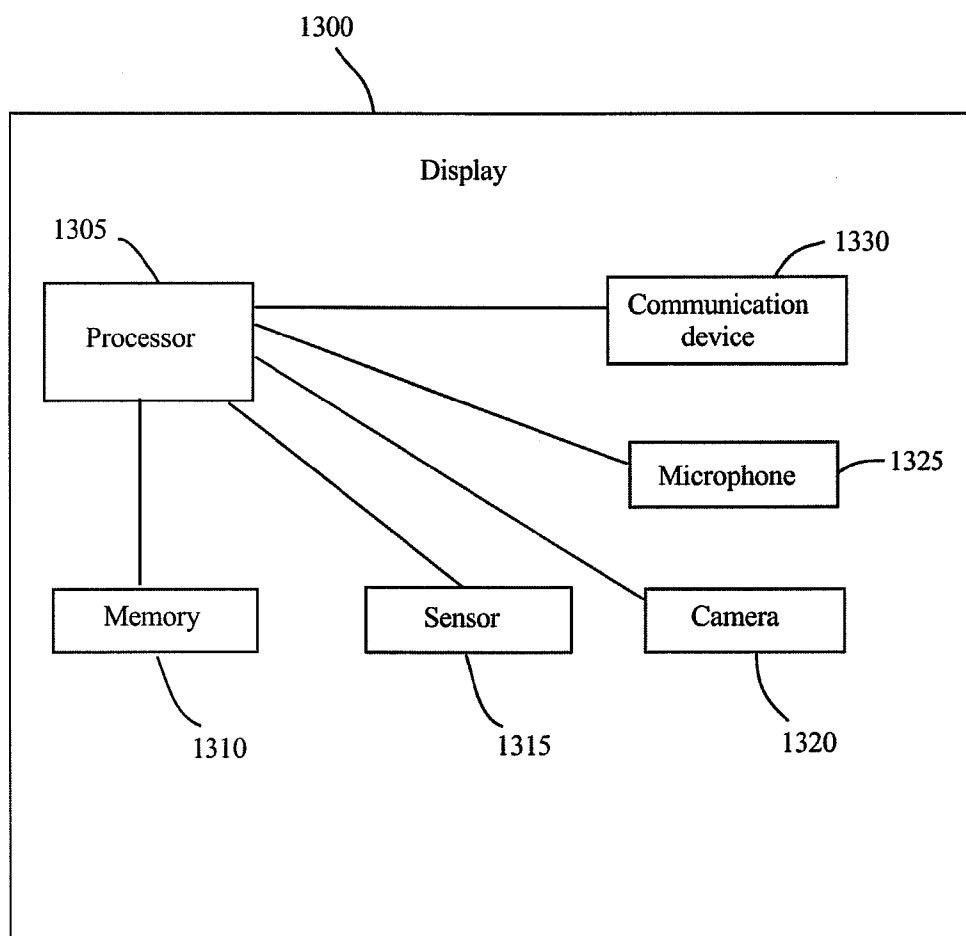 1300
Display
1305
1330
Processor
Communication
device
Microphone
1325
Memory
Sensor
Camera
1310
1315
1320